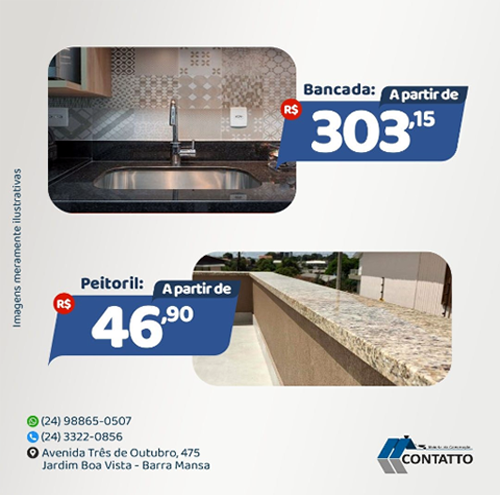 Bancada:
A partir de
R$
303,15
Imagens meramente ilustrativas
Peitoril:
A partir de
R$
46,90
(24) 98865-0507
(24) 3322-0856
Avenida Três de Outubro, 475
Jardim Boa Vista - Barra Mansa
CONTATTO